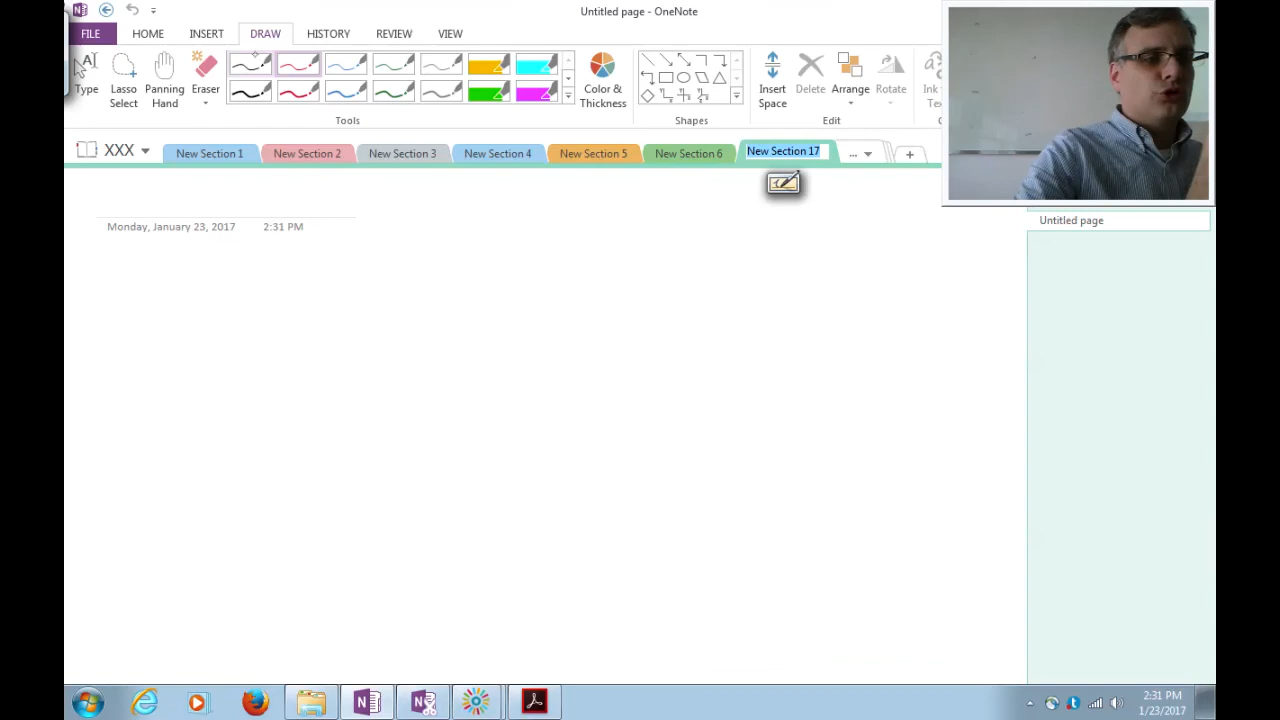 Untitled page - OneNote
FILE HOME INSERT DRAW HISTORY REVIEW VIEW
Type
Lasso Select
Panning Hand
Eraser
Color & Thickness
Insert Space
Delete
Arrange
Rotate
Tools
Shapes
Edit
XXX
New Section 1
New Section 2
New Section 3
New Section 4
New Section 5
New Section 6
New Section 17
...
Monday, January 23, 2017 2:31 PM
Untitled page
2:31 PM
1/23/2017